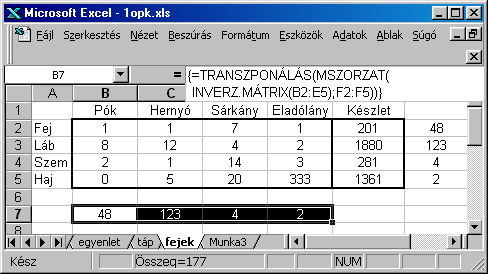 Microsoft Excel - 1opk.xls
Fájl Szerkesztés Nézet Beszúrás Formátum Eszközök Adatok Ablak Súgó
B7 = {=TRANSZPONÁLÁS(MSZORZAT(
INVERZ.MÁTRIX(B2:E5);F2:F5))}
A B C D E F G
1 Pók Hernyó Sárkány Eladólány Készlet
2 Fej 1 1 7 1 201 48
3 Láb 8 12 4 2 1880 123
4 Szem 2 1 14 3 281 4
5 Haj 0 5 20 333 1361 2
6
7 48 123 4 2
8
egyenlet táp fejek Munka3
Kész Összeq=177 NUM